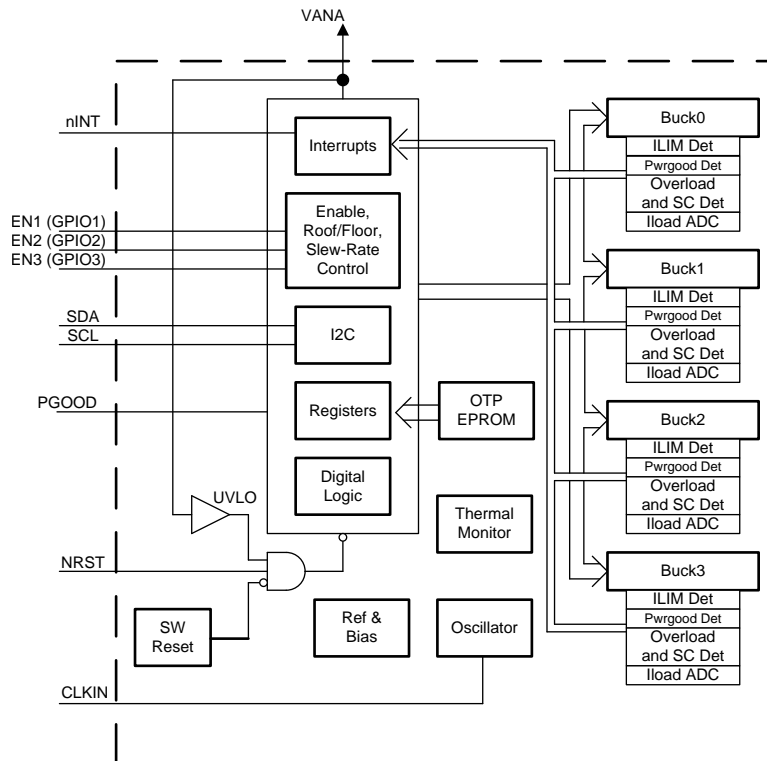 VANA
nINT
EN1 (GPIO1)
EN2 (GPIO2)
EN3 (GPIO3)
SDA
SCL
PGOOD
UVLO
NRST
CLKIN
Interrupts
Enable,
Roof/Floor,
Slew-Rate
Control
I2C
Registers
Digital
Logic
OTP
EPROM
Thermal
Monitor
SW
Reset
Ref &
Bias
Oscillator
Buck0
ILIM Det
Pwrgood Det
Overload
and SC Det
Iload ADC
Buck1
ILIM Det
Pwrgood Det
Overload
and SC Det
Iload ADC
Buck2
ILIM Det
Pwrgood Det
Overload
and SC Det
Iload ADC
Buck3
ILIM Det
Pwrgood Det
Overload
and SC Det
Iload ADC